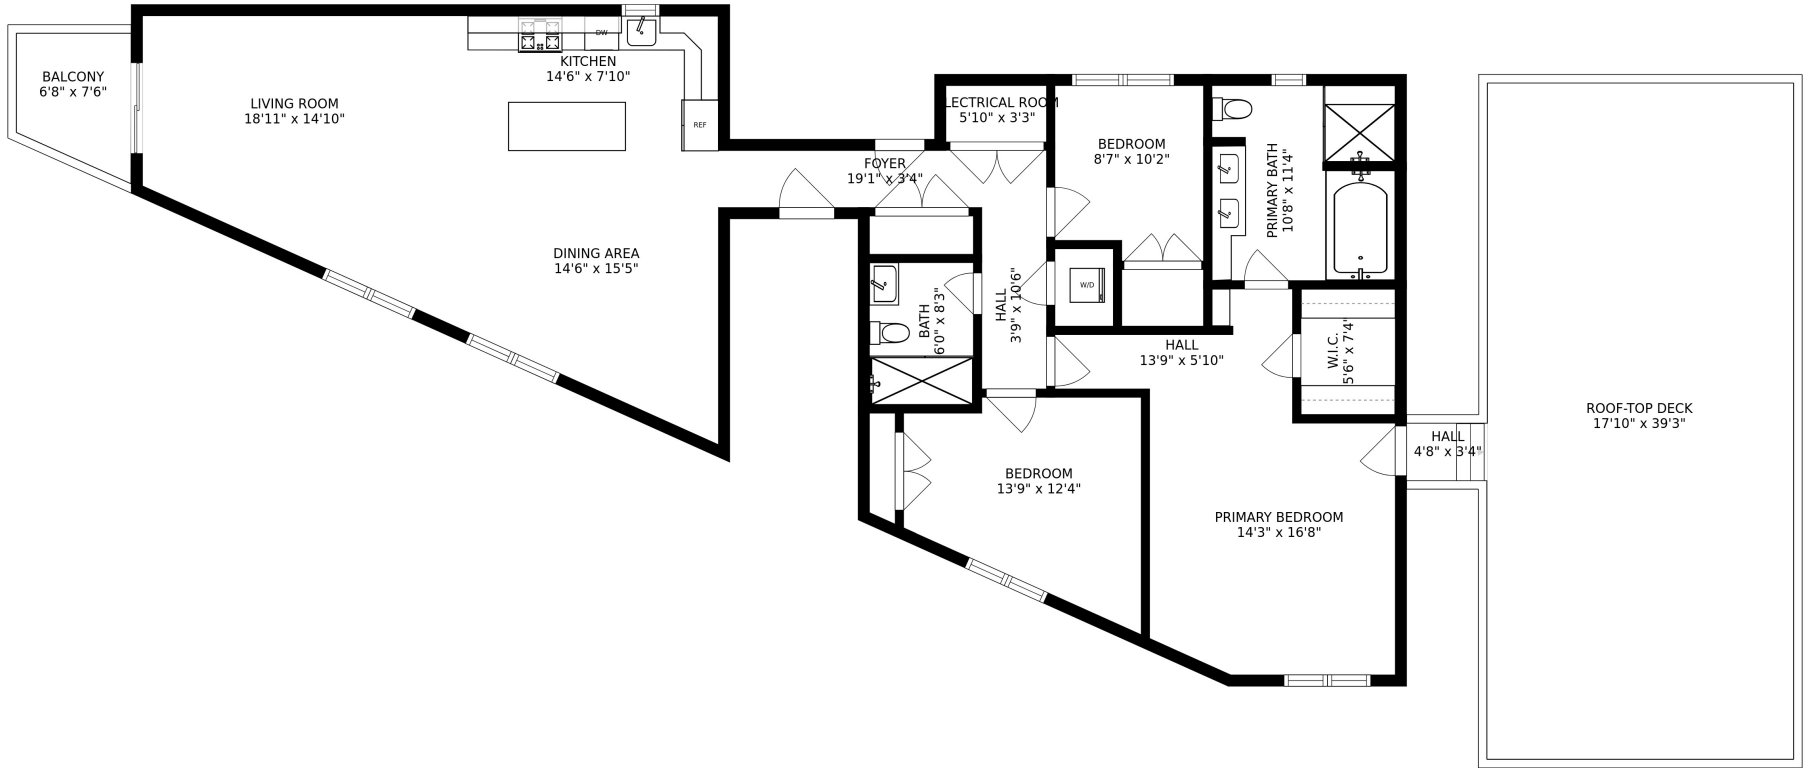 BALCONY
6'8" x 7'6"
LIVING ROOM
18'11" x 14'10"
DW
KITCHEN
14'6" x 7'10"
REF
DINING AREA
14'6" x 15'5"
FOYER
19'1" x 3'4"
LECTRICAL ROOM
5'10" x 3'3"
BEDROOM
8'7" x 10'2"
PRIMARY BATH
10'8" x 11'4"
BATH
6'0" x 8'3"
HALL
3'9" x 10'6"
W/D
HALL
13'9" x 5'10"
W.I.C.
5'6" x 7'4"
BEDROOM
13'9" x 12'4"
PRIMARY BEDROOM
14'3" x 16'8"
HALL
4'8" x 3'4"
ROOF-TOP DECK
17'10" x 39'3"